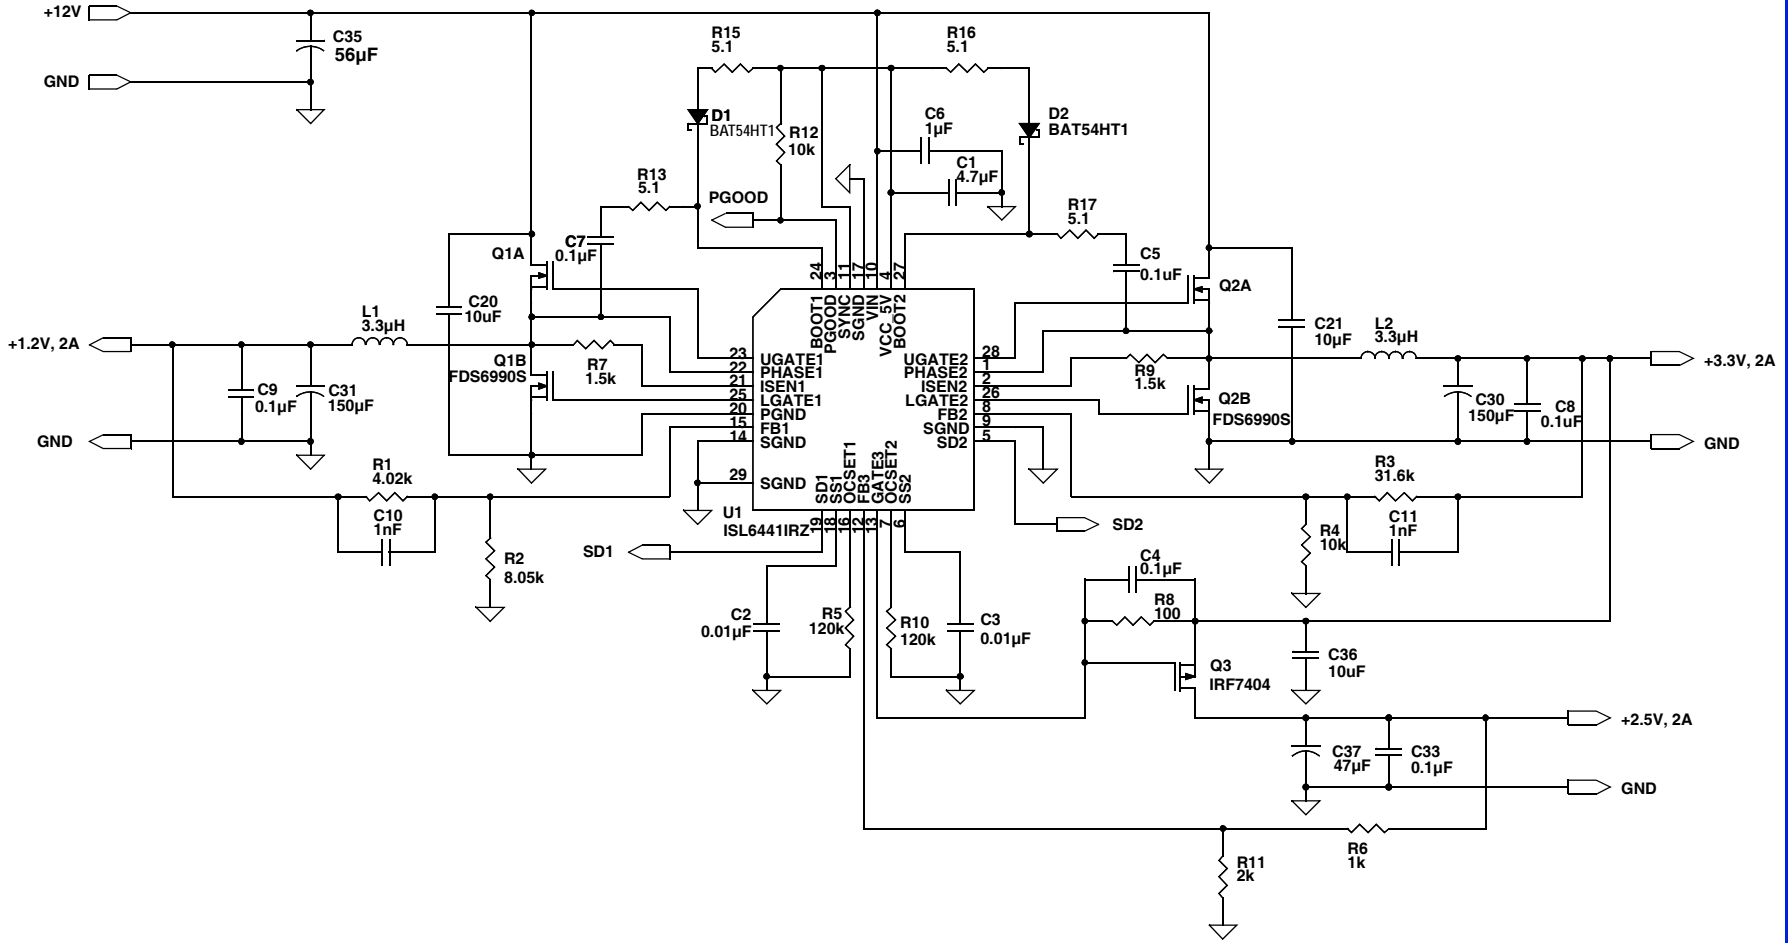 +12V
C35
56µF
GND
R15
5.1
R16
5.1
D1
BAT54HT1
R12
10k
C6
1µF
D2
BAT54HT1
C1
4.7µF
R13
5.1
PGOOD
R17
5.1
C7
0.1µF
C5
0.1uF
Q1A
Q2A
C20
10uF
C21
10µF
L1
3.3µH
L2
3.3µH
+1.2V, 2A
+3.3V, 2A
Q1B
FDS6990S
R7
1.5k
R9
1.5k
Q2B
FDS6990S
C9
0.1µF
C31
150µF
C30
150µF
C8
0.1uF
GND
GND
24
3
11
17
10
4
27
BOOT1
PGOOD
SYNC
SGND
VIN
VCC_5V
BOOT2
23 UGATE1
22 PHASE1
21 ISEN1
25 LGATE1
20 PGND
15 FB1
14 SGND
29 SGND
UGATE2 28
PHASE2 1
ISEN2 2
LGATE2 26
FB2 8
SGND 9
SD2 5
SD1
SS1
OCSET1
FB3
GATE3
OCSET2
SS2
19
18
16
12
13
7
6
U1
ISL6441IRZ
R1
4.02k
C10
1nF
R2
8.05k
SD1
SD2
R3
31.6k
C11
1nF
R4
10k
C2
0.01µF
R5
120k
R10
120k
C3
0.01µF
C4
0.1µF
R8
100
C36
10uF
Q3
IRF7404
+2.5V, 2A
C37
47µF
C33
0.1µF
GND
R6
1k
R11
2k